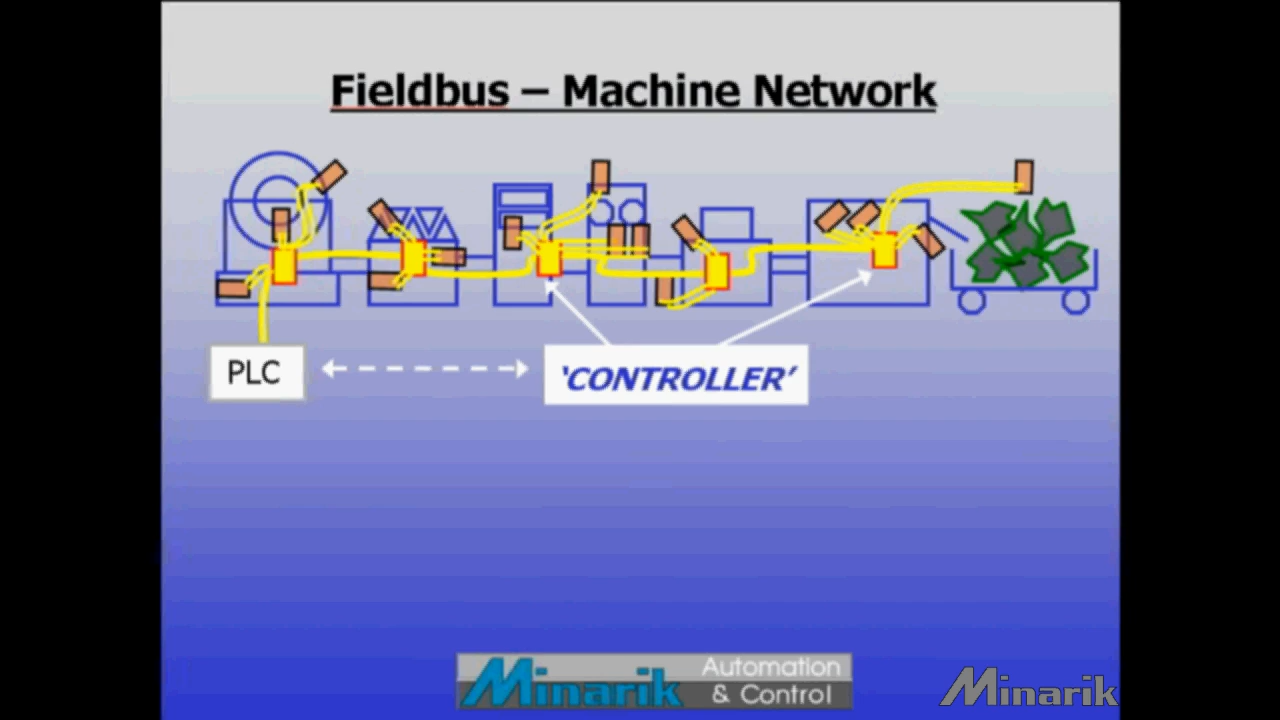 Fieldbus – Machine Network
PLC
‘CONTROLLER’
Minarik Automation
& Control
Minarik